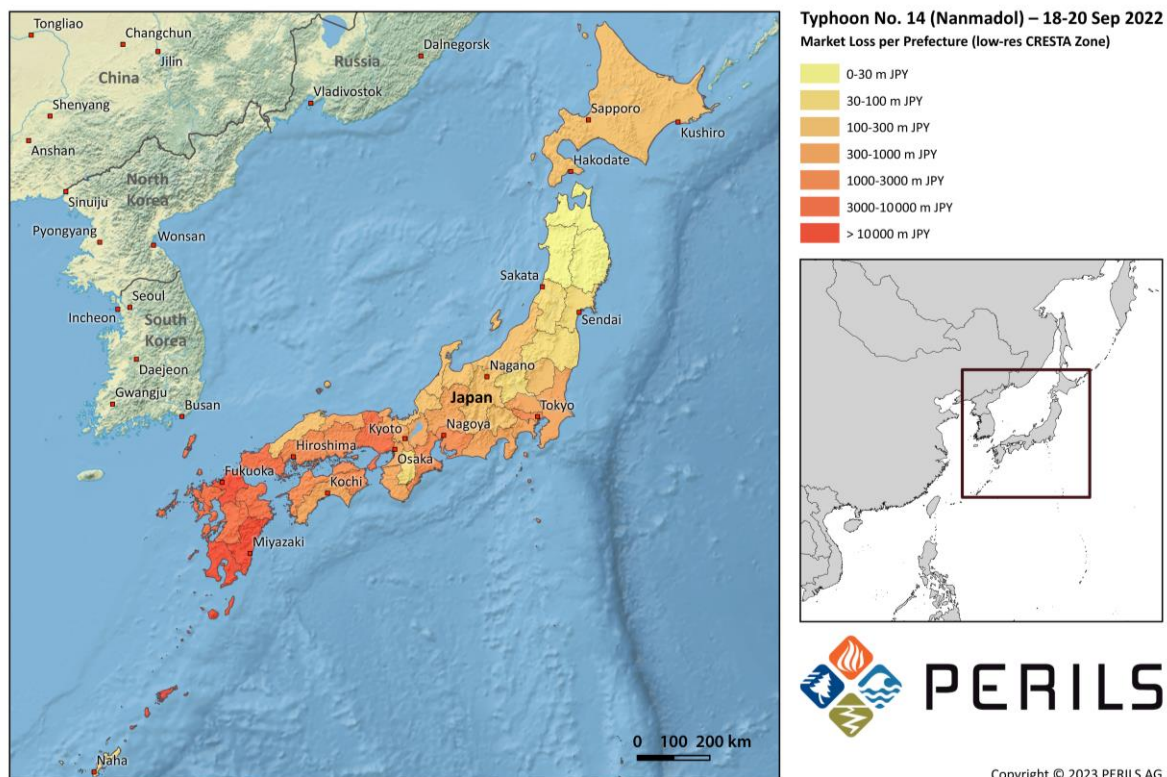 Typhoon No. 14 (Nanmadol) – 18-20 Sep 2022
Market Loss per Prefecture (low-res CRESTA Zone)
0-30 m JPY
30-100 m JPY
100-300 m JPY
300-1000 m JPY
1000-3000 m JPY
3000-10000 m JPY
> 10000 m JPY
Tongliao
Changchun
Jilin
China
Russia
Dalnegorsk
Shenyang
Vladivostok
Anshan
Sapporo
Kushiro
Hakodate
North
Korea
Sinuiju
Pyongyang
Wonsan
Sakata
Sendai
Seoul
Incheon
South
Korea
Daejeon
Gwangju
Busan
Nagano
Japan
Tokyo
Kyoto
Nagoya
Hiroshima
Osaka
Fukuoka
Kochi
Miyazaki
Naha
0 100 200 km
PERILS
Copyright © 2023 PERILS AG